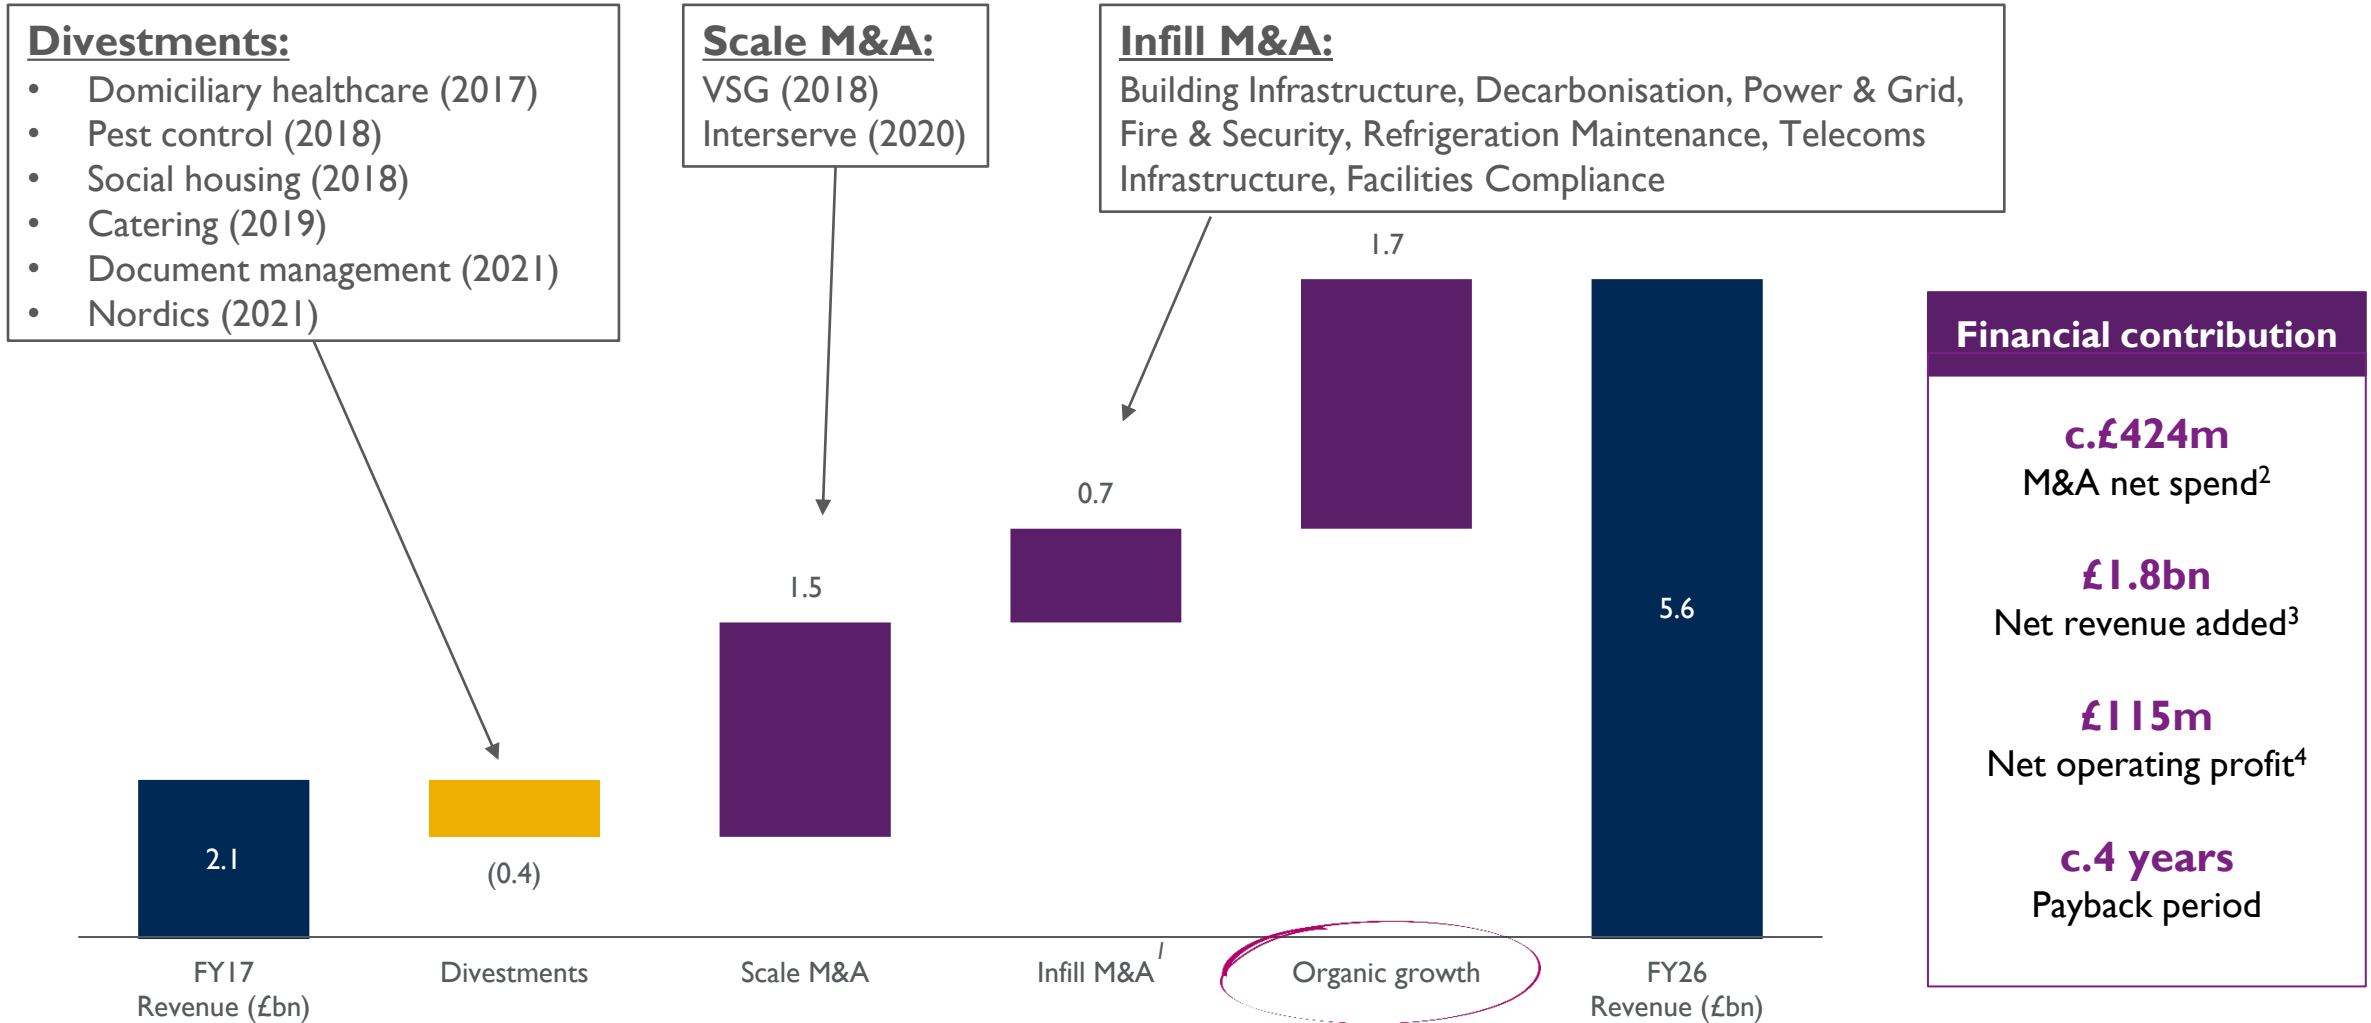 Divestments:
• Domiciliary healthcare (2017)
• Pest control (2018)
• Social housing (2018)
• Catering (2019)
• Document management (2021)
• Nordics (2021)
Scale M&A:
VSG (2018)
Interserve (2020)
Infill M&A:
Building Infrastructure, Decarbonisation, Power & Grid,
Fire & Security, Refrigeration Maintenance, Telecoms
Infrastructure, Facilities Compliance
2.1
(0.4)
1.5
0.7
1.7
5.6
FY17
Revenue (£bn)
Divestments
Scale M&A
Infill M&A¹
Organic growth
FY26
Revenue (£bn)
Financial contribution
c.£424m
M&A net spend²
£1.8bn
Net revenue added³
£115m
Net operating profit⁴
c.4 years
Payback period